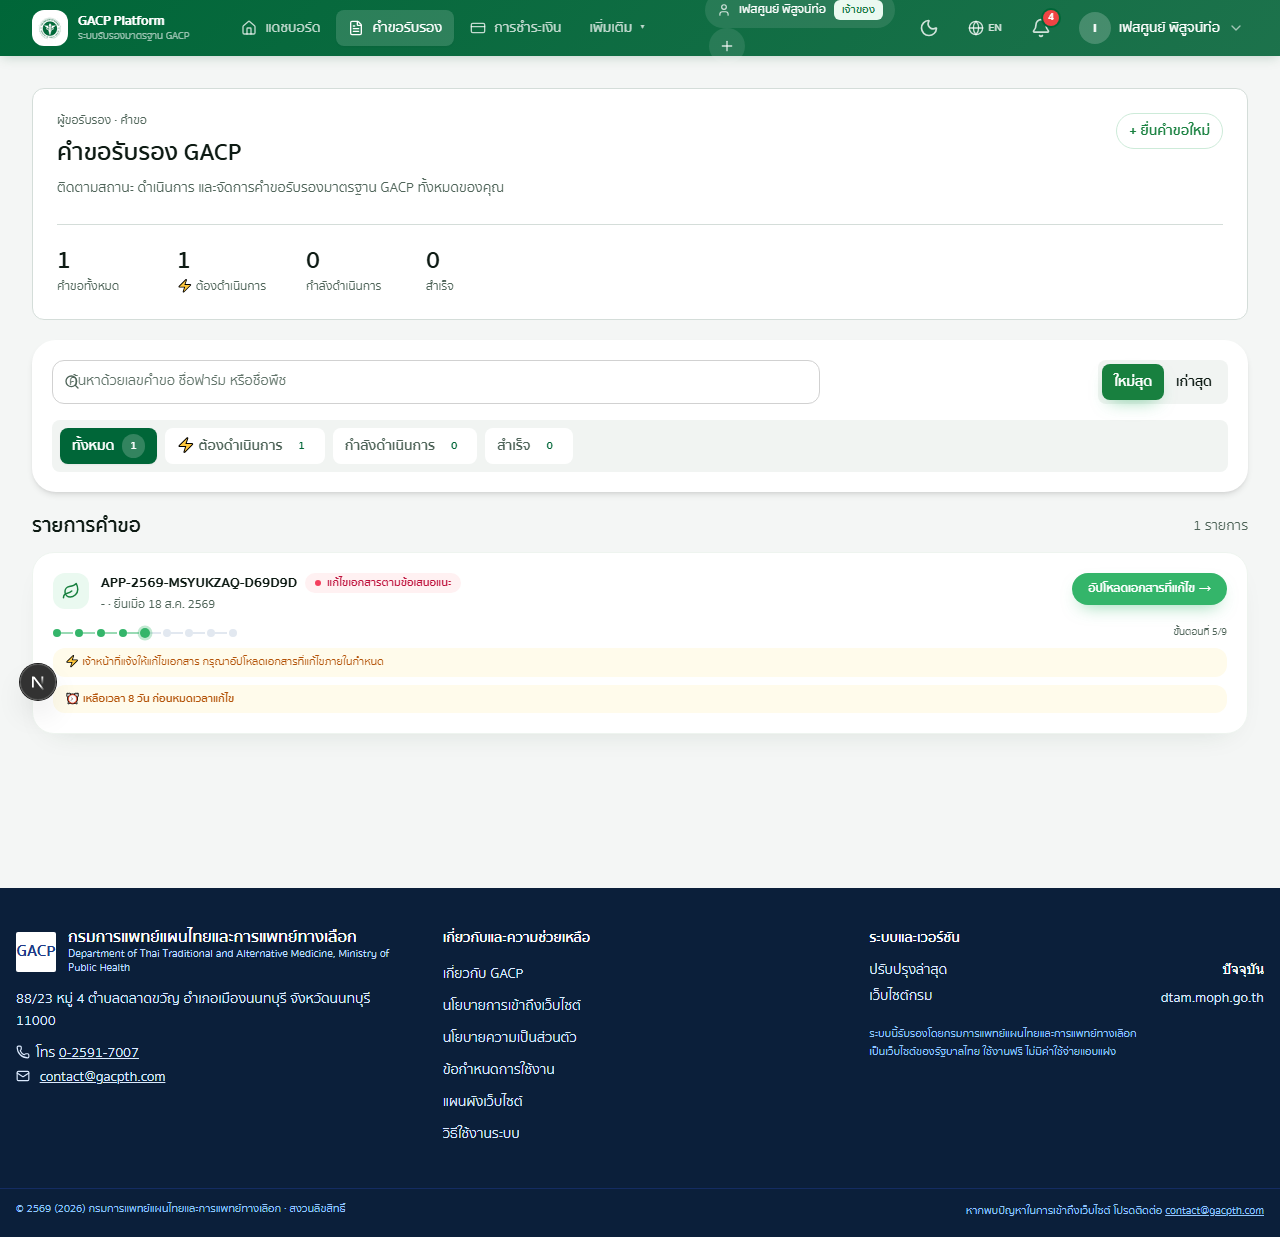 GACP Platform
ระบบรับรองมาตรฐาน GACP
แดชบอร์ด
คำขอรับรอง
การชำระเงิน
เพิ่มเติม
เฟสศูนย์ พิสูจน์ท่อ
เจ้าของ
+
EN
4
เฟสศูนย์ พิสูจน์ท่อ
ผู้ขอรับรอง · คำขอ
คำขอรับรอง GACP
ติดตามสถานะ ดำเนินการ และจัดการคำขอรับรองมาตรฐาน GACP ทั้งหมดของคุณ
+ ยื่นคำขอใหม่
1
คำขอทั้งหมด
1
⚡ ต้องดำเนินการ
0
กำลังดำเนินการ
0
สำเร็จ
ค้นหาด้วยเลขคำขอ ชื่อฟาร์ม หรือชื่อพืช
ใหม่สุด
เก่าสุด
ทั้งหมด 1
⚡ ต้องดำเนินการ 1
กำลังดำเนินการ 0
สำเร็จ 0
รายการคำขอ
1 รายการ
APP-2569-MSYUKZAQ-D69D9D
แก้ไขเอกสารตามข้อเสนอแนะ
- · ยื่นเมื่อ 18 ส.ค. 2569
อัปโหลดเอกสารที่แก้ไข →
ขั้นตอนที่ 5/9
⚡ เจ้าหน้าที่แจ้งให้แก้ไขเอกสาร กรุณาอัปโหลดเอกสารที่แก้ไขภายในกำหนด
⏰ เหลือเวลา 8 วัน ก่อนหมดเวลาแก้ไข
N
GACP
กรมการแพทย์แผนไทยและการแพทย์ทางเลือก
Department of Thai Traditional and Alternative Medicine, Ministry of
Public Health
88/23 หมู่ 4 ตำบลตลาดขวัญ อำเภอเมืองนนทบุรี จังหวัดนนทบุรี
11000
โทร 0-2591-7007
contact@gacpth.com
เกี่ยวกับและความช่วยเหลือ
เกี่ยวกับ GACP
นโยบายการเข้าถึงเว็บไซต์
นโยบายความเป็นส่วนตัว
ข้อกำหนดการใช้งาน
แผนผังเว็บไซต์
วิธีใช้งานระบบ
ระบบและเวอร์ชัน
ปรับปรุงล่าสุด
ปัจจุบัน
เว็บไซต์กรม
dtam.moph.go.th
ระบบนี้รับรองโดยกรมการแพทย์แผนไทยและการแพทย์ทางเลือก
เป็นเว็บไซต์ของรัฐบาลไทย ใช้งานฟรี ไม่มีค่าใช้จ่ายแอบแฝง
© 2569 (2026) กรมการแพทย์แผนไทยและการแพทย์ทางเลือก · สงวนลิขสิทธิ์
หากพบปัญหาในการเข้าถึงเว็บไซต์ โปรดติดต่อ contact@gacpth.com